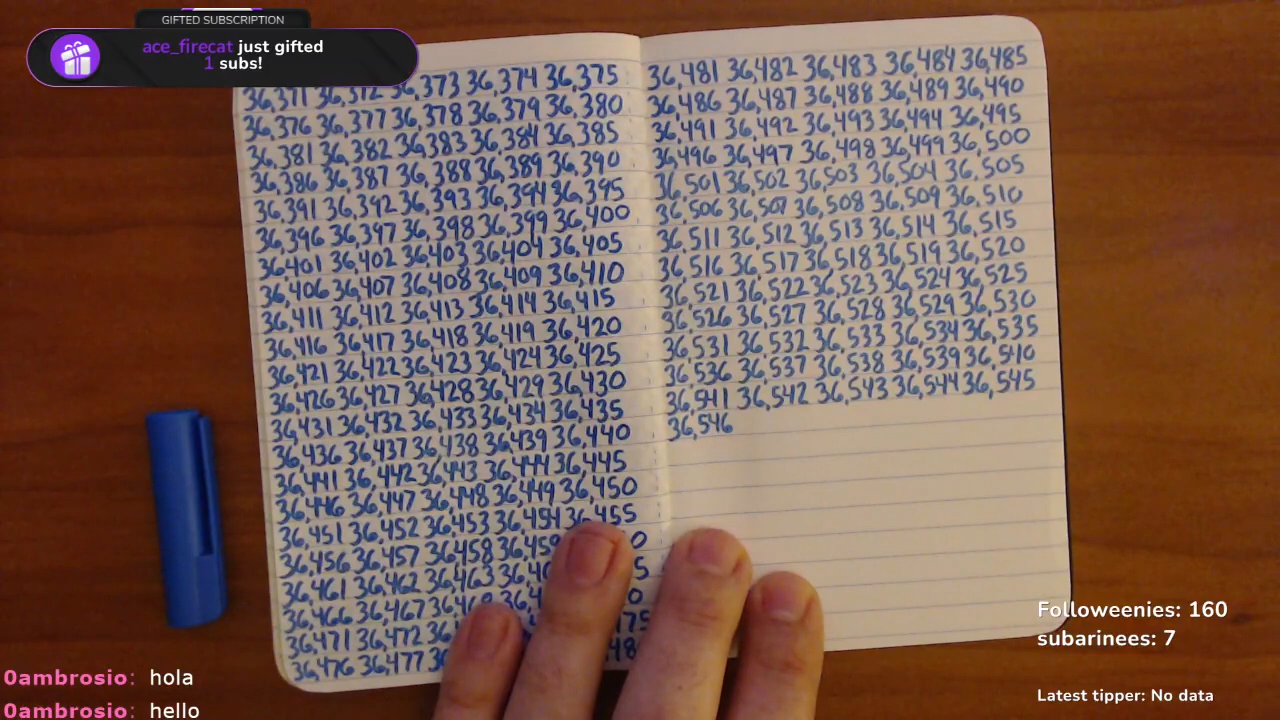 GIFTED SUBSCRIPTION
ace_firecat just gifted
1 subs!
36,371 36,372 36,373 36,374 36,375
36,376 36,377 36,378 36,379 36,380
36,381 36,382 36,383 36,384 36,385
36,386 36,387 36,388 36,389 36,390
36,391 36,392 36,393 36,394 36,395
36,396 36,397 36,398 36,399 36,400
36,401 36,402 36,403 36,404 36,405
36,406 36,407 36,408 36,409 36,410
36,411 36,412 36,413 36,414 36,415
36,416 36,417 36,418 36,419 36,420
36,421 36,422 36,423 36,424 36,425
36,426 36,427 36,428 36,429 36,430
36,431 36,432 36,433 36,434 36,435
36,436 36,437 36,438 36,439 36,440
36,441 36,442 36,443 36,444 36,445
36,446 36,447 36,448 36,449 36,450
36,451 36,452 36,453 36,454 36,455
36,456 36,457 36,458
36,461 36,462 36,463
36,466 36,467
36,471 36,472
36,476 36,477
36,481 36,482 36,483 36,484 36,485
36,486 36,487 36,488 36,489 36,490
36,491 36,492 36,493 36,494 36,495
36,496 36,497 36,498 36,499 36,500
36,501 36,502 36,503 36,504 36,505
36,506 36,507 36,508 36,509 36,510
36,511 36,512 36,513 36,514 36,515
36,516 36,517 36,518 36,519 36,520
36,521 36,522 36,523 36,524 36,525
36,526 36,527 36,528 36,529 36,530
36,531 36,532 36,533 36,534 36,535
36,536 36,537 36,538 36,539 36,540
36,541 36,542 36,543 36,544 36,545
36,546
Followeenies: 160
subarinees: 7
Latest tipper: No data
0ambrosio: hola
0ambrosio: hello